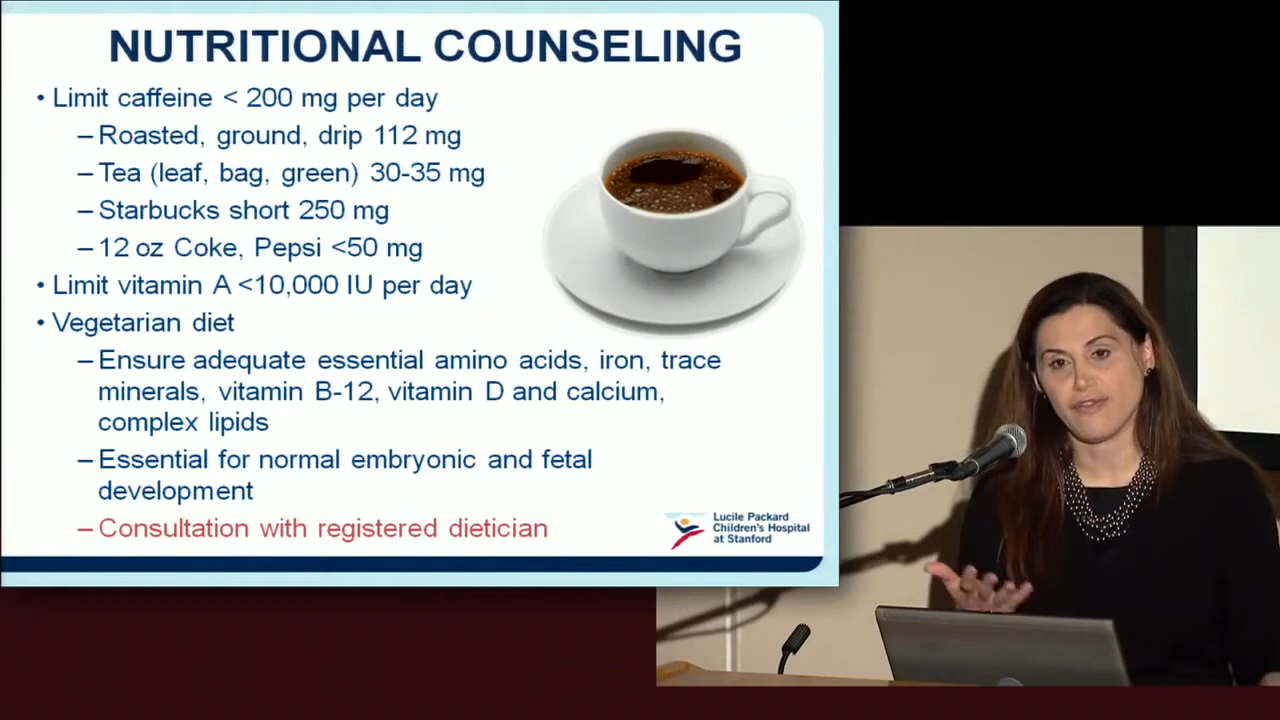 NUTRITIONAL COUNSELING
• Limit caffeine < 200 mg per day
– Roasted, ground, drip 112 mg
– Tea (leaf, bag, green) 30-35 mg
– Starbucks short 250 mg
– 12 oz Coke, Pepsi <50 mg
• Limit vitamin A <10,000 IU per day
• Vegetarian diet
– Ensure adequate essential amino acids, iron, trace
minerals, vitamin B-12, vitamin D and calcium,
complex lipids
– Essential for normal embryonic and fetal
development
– Consultation with registered dietician
Lucile Packard
Children's Hospital
at Stanford